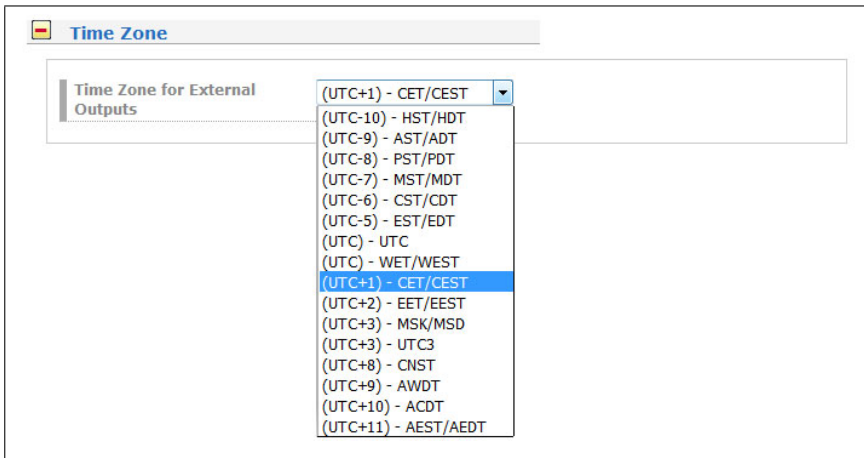 Time Zone
Time Zone for External
Outputs
(UTC+1) - CET/CEST
(UTC-10) - HST/HDT
(UTC-9) - AST/ADT
(UTC-8) - PST/PDT
(UTC-7) - MST/MDT
(UTC-6) - CST/CDT
(UTC-5) - EST/EDT
(UTC) - UTC
(UTC) - WET/WEST
(UTC+1) - CET/CEST
(UTC+2) - EET/EEST
(UTC+3) - MSK/MSD
(UTC+3) - UTC3
(UTC+8) - CNST
(UTC+9) - AWDT
(UTC+10) - ACDT
(UTC+11) - AEST/AEDT